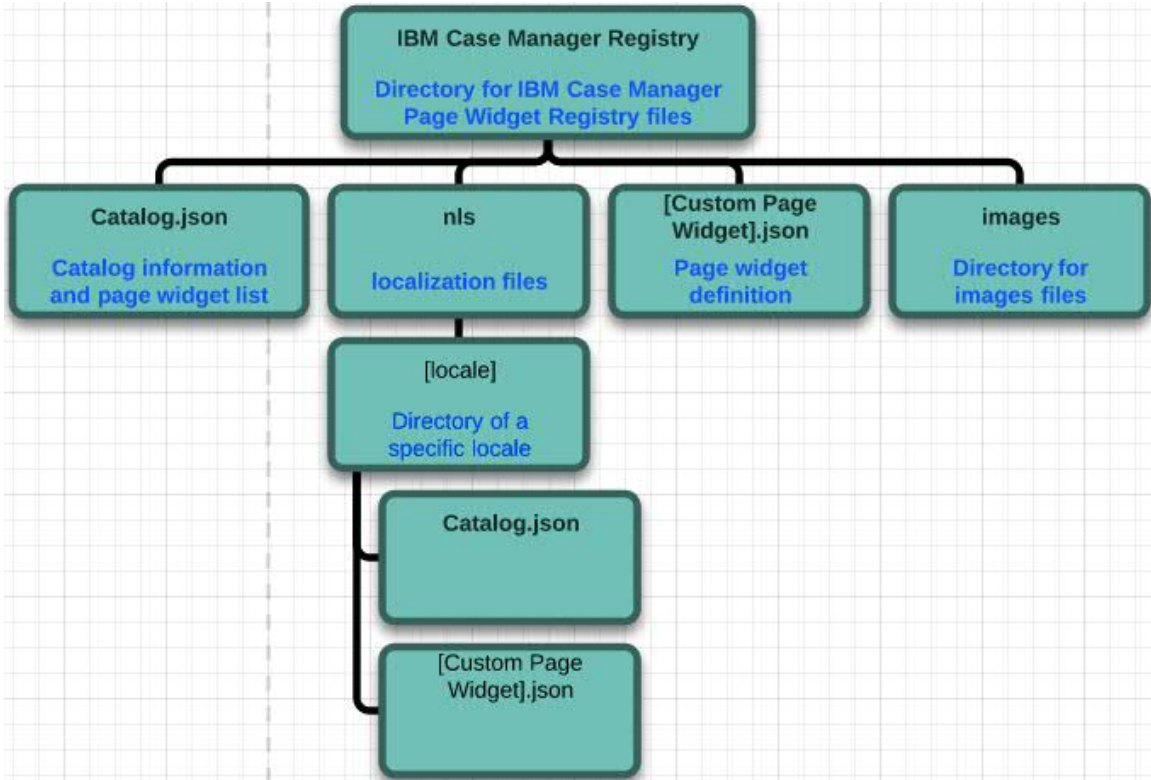 IBM Case Manager Registry
Directory for IBM Case Manager
Page Widget Registry files
Catalog.json
Catalog information
and page widget list
nls
localization files
[Custom Page
Widget].json
Page widget
definition
images
Directory for
images files
[locale]
Directory of a
specific locale
Catalog.json
[Custom Page
Widget].json